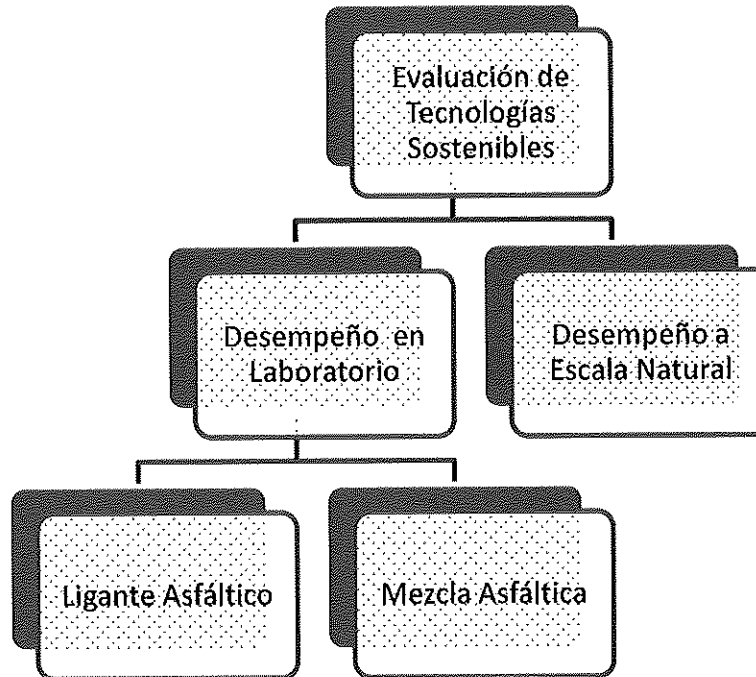 Evaluación de
Tecnologías
Sostenibles
Desempeño en
Laboratorio
Desempeño a
Escala Natural
Ligante Asfáltico
Mezcla Asfáltica